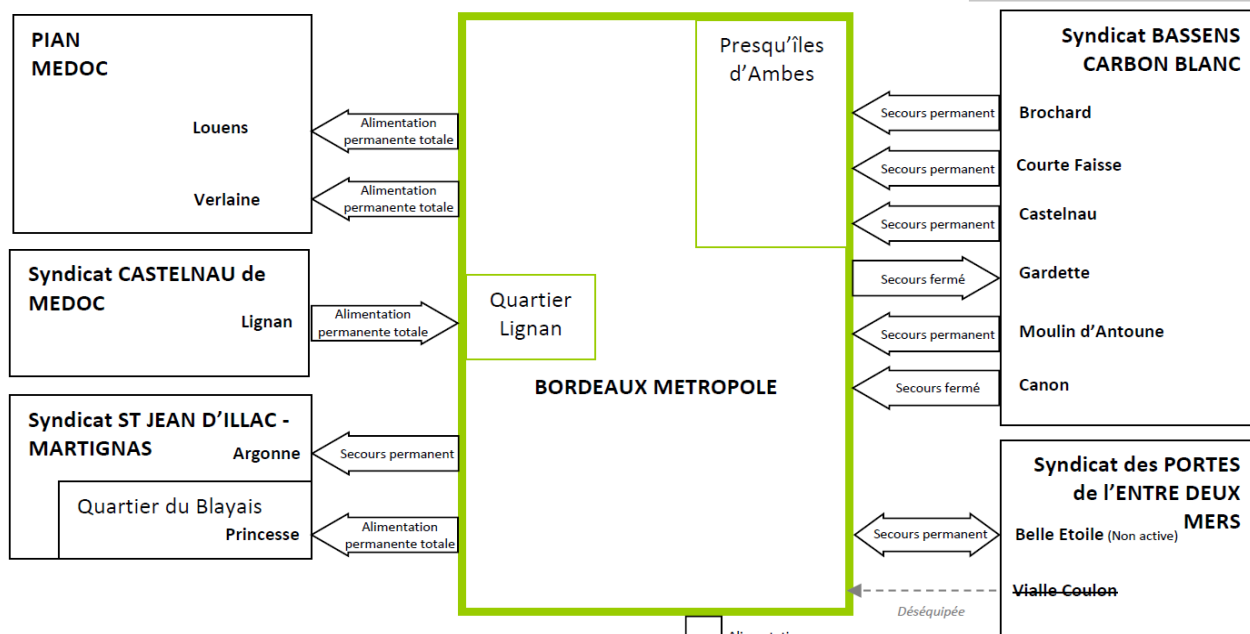 PIAN
MEDOC
Louens
Alimentation
permanente totale
Verlaine
Alimentation
permanente totale
Syndicat CASTELNAU de
MEDOC
Lignan
Alimentation
permanente totale
Syndicat ST JEAN D'ILLAC -
MARTIGNAS
Argonne
Secours permanent
Quartier du Blayais
Princesse
Alimentation
permanente totale
Presqu'îles
d'Ambes
Quartier
Lignan
BORDEAUX METROPOLE
Syndicat BASSENS
CARBON BLANC
Secours permanent
Brochard
Secours permanent
Courte Faisse
Secours permanent
Castelnau
Secours fermé
Gardette
Secours permanent
Moulin d'Antoune
Secours fermé
Canon
Syndicat des PORTES
de l'ENTRE DEUX
MERS
Secours permanent
Belle Etoile (Non active)
Vialle Coulon
Déséquipée
Alimentation